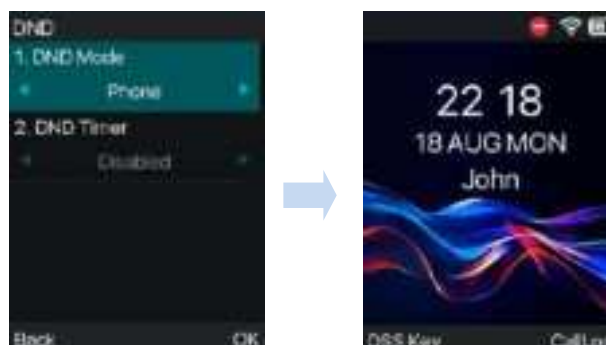 DND
1. DND Mode
Phone
2. DND Timer
Disabled
Back OK
22 18
18 AUG MON
John
DSS Key CallLo